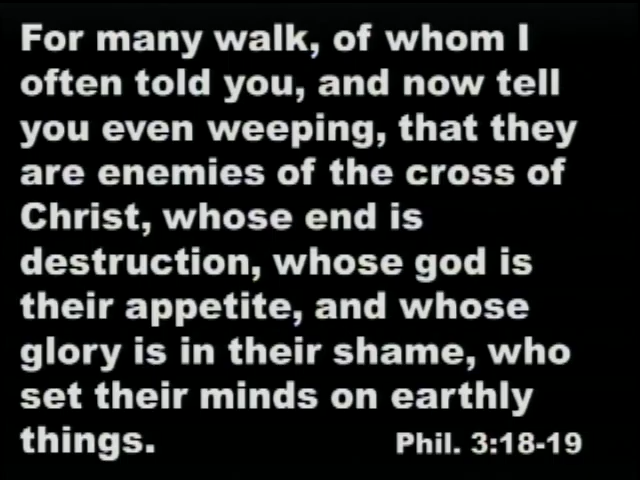 For many walk, of whom I
often told you, and now tell
you even weeping, that they
are enemies of the cross of
Christ, whose end is
destruction, whose god is
their appetite, and whose
glory is in their shame, who
set their minds on earthly
things. Phil. 3:18-19